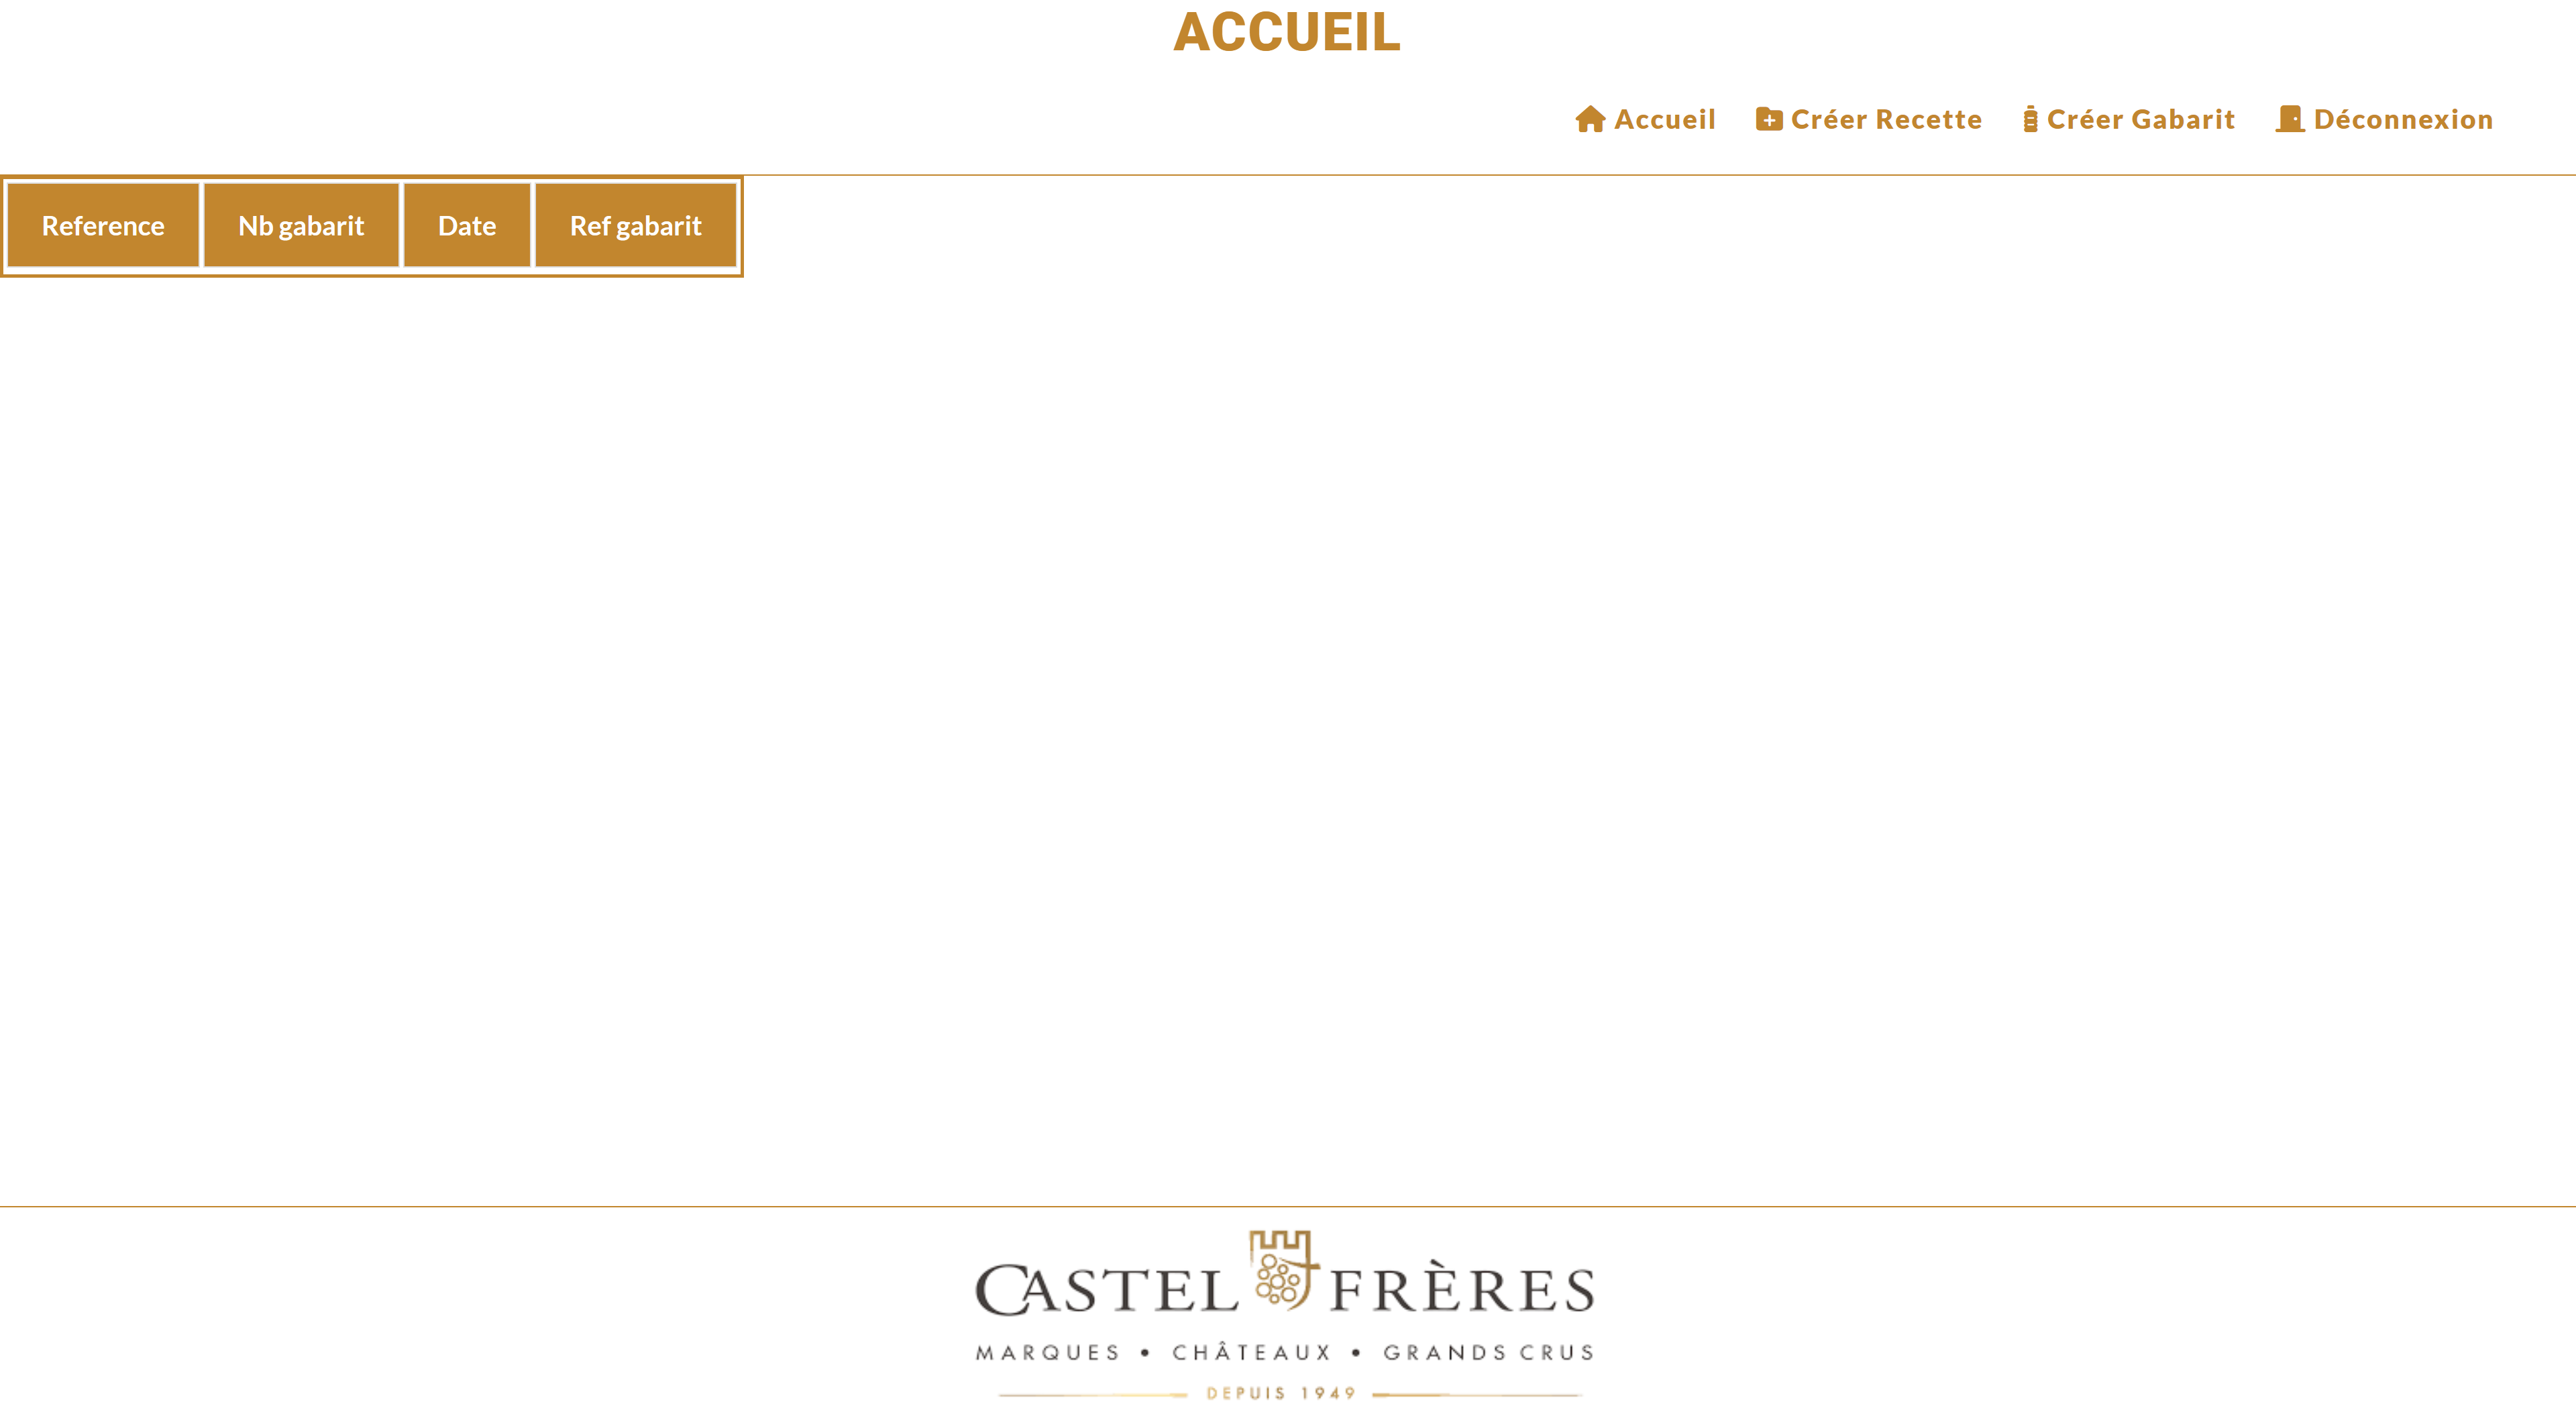 ACCUEIL
Accueil Créer Recette Créer Gabarit Déconnexion
Reference Nb gabarit Date Ref gabarit
CASTEL FRÈRES
MARQUES • CHÂTEAUX • GRANDS CRUS
DEPUIS 1949